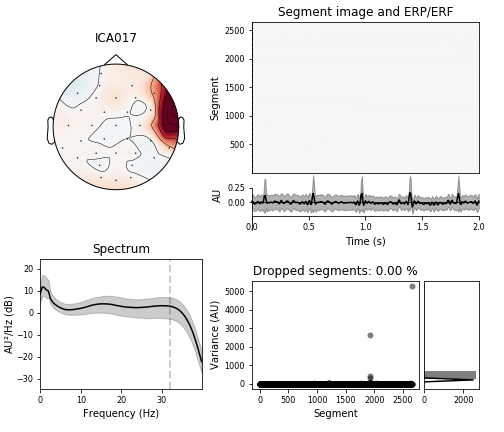 ICA017
Segment image and ERP/ERF
Segment
2500
2000
1500
1000
500
AU
0.25
0.00
0.0 0.5 1.0 1.5 2.0
Time (s)
Spectrum
AU²/Hz (dB)
20
10
0
−10
−20
−30
0 10 20 30
Frequency (Hz)
Dropped segments: 0.00 %
Variance (AU)
5000
4000
3000
2000
1000
0
0 500 1000 1500 2000 2500
Segment
0 2000